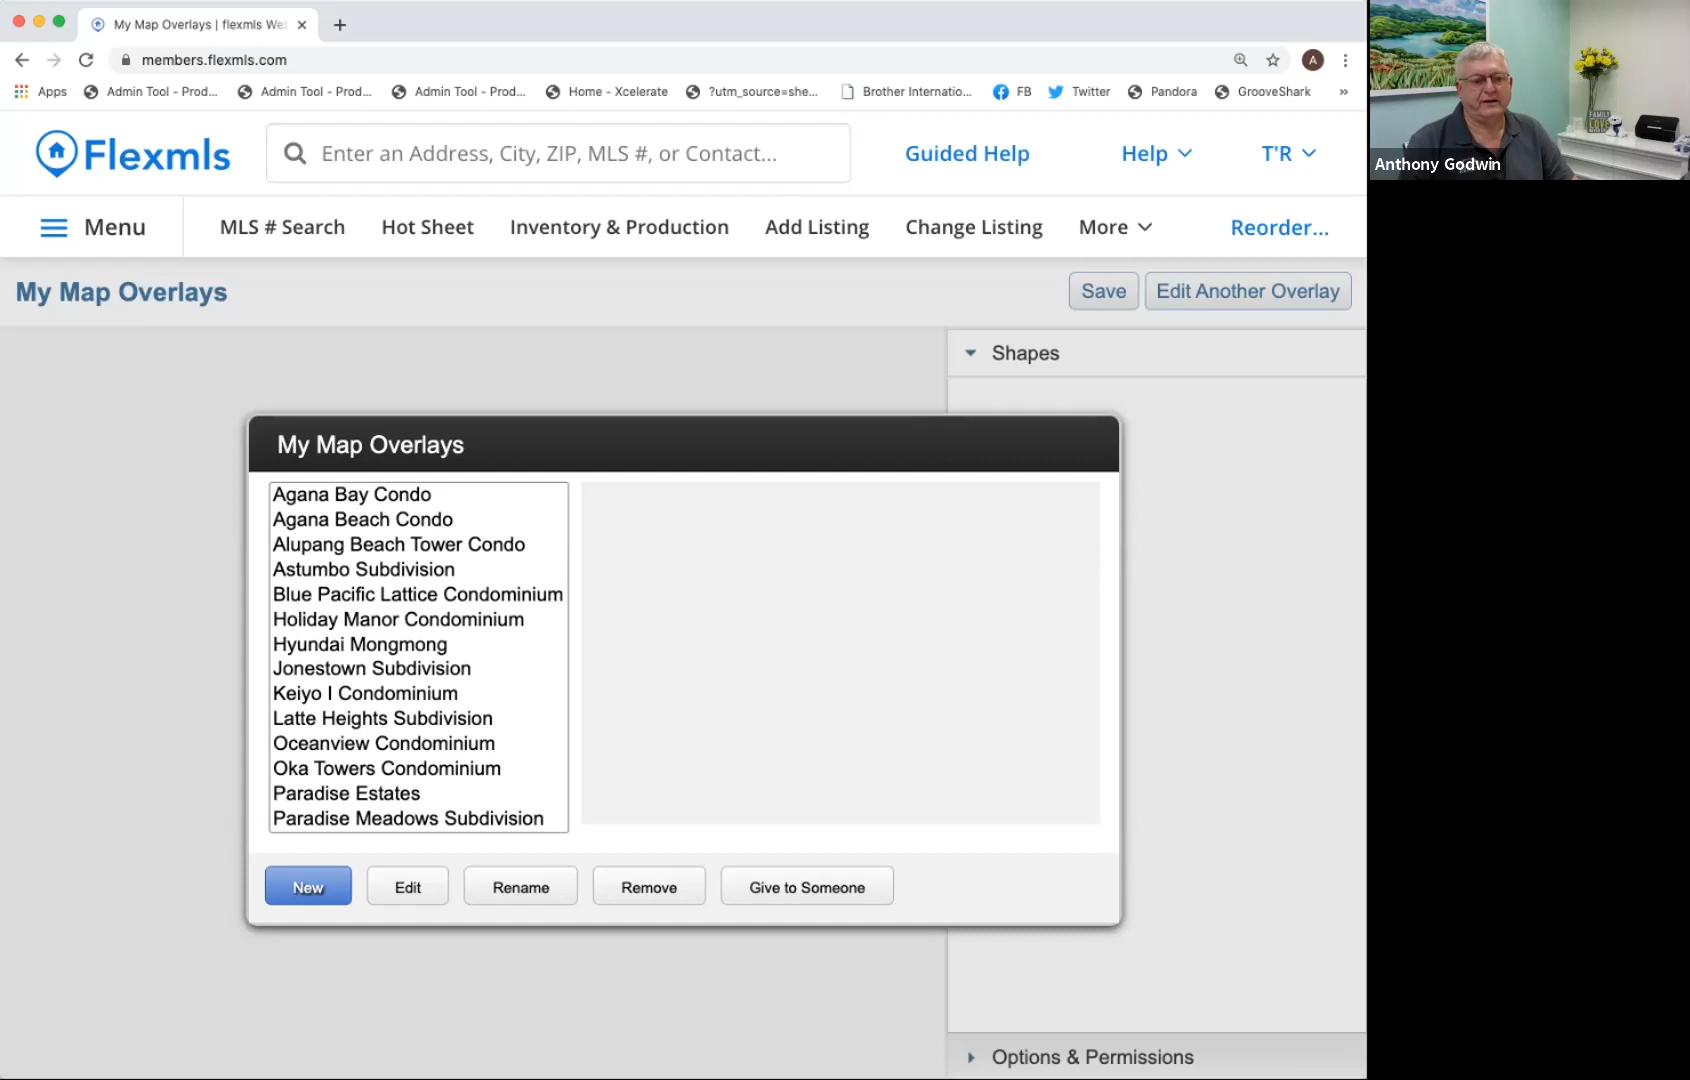 My Map Overlays | flexmls We
members.flexmls.com
A
Apps
Admin Tool - Prod...
Admin Tool - Prod...
Admin Tool - Prod...
Home - Xcelerate
?utm_source=she...
Brother Internatio...
FB
Twitter
Pandora
GrooveShark
»
Flexmls
Enter an Address, City, ZIP, MLS #, or Contact...
Guided Help
Help
T'R
Menu
MLS # Search
Hot Sheet
Inventory & Production
Add Listing
Change Listing
More
Reorder...
My Map Overlays
Save
Edit Another Overlay
Shapes
My Map Overlays
Agana Bay Condo
Agana Beach Condo
Alupang Beach Tower Condo
Astumbo Subdivision
Blue Pacific Lattice Condominium
Holiday Manor Condominium
Hyundai Mongmong
Jonestown Subdivision
Keiyo I Condominium
Latte Heights Subdivision
Oceanview Condominium
Oka Towers Condominium
Paradise Estates
Paradise Meadows Subdivision
New
Edit
Rename
Remove
Give to Someone
Options & Permissions
FAMILY
LOVE
Anthony Godwin